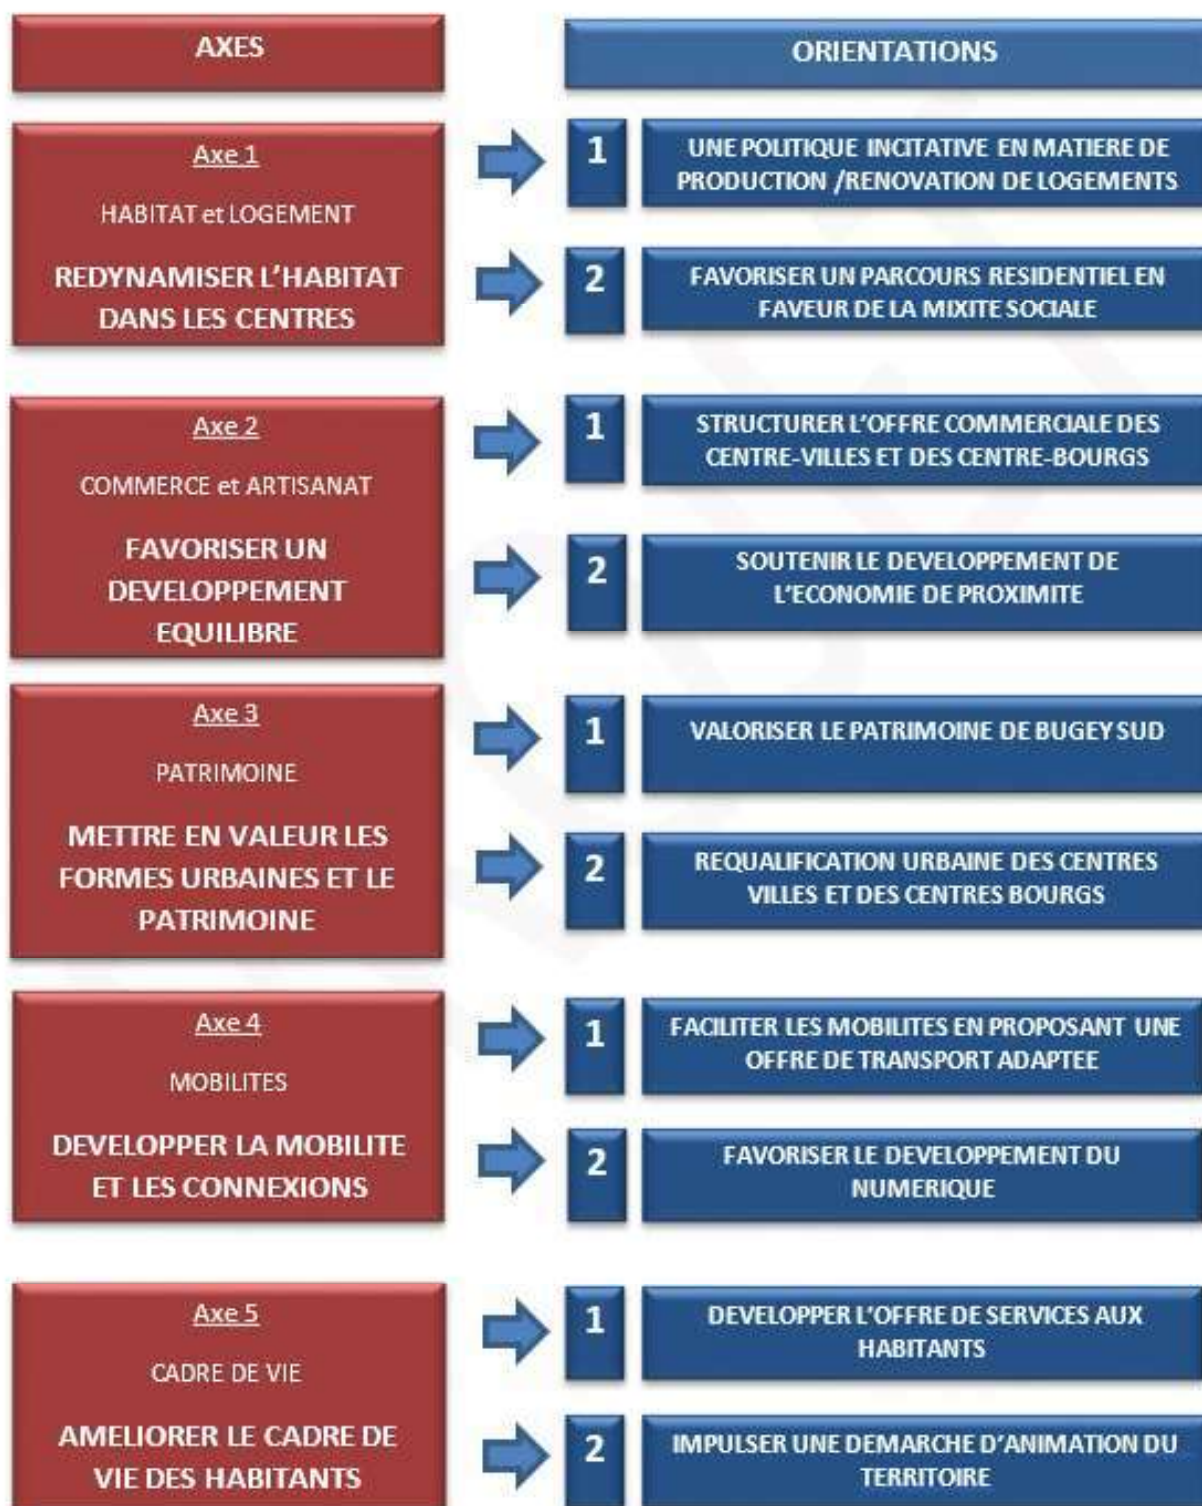 AXES
ORIENTATIONS
Axe 1
HABITAT et LOGEMENT
REDYNAMISER L'HABITAT
DANS LES CENTRES
1
UNE POLITIQUE INCITATIVE EN MATIERE DE
PRODUCTION /RENOVATION DE LOGEMENTS
2
FAVORISER UN PARCOURS RESIDENTIEL EN
FAVEUR DE LA MIXITE SOCIALE
Axe 2
COMMERCE et ARTISANAT
FAVORISER UN
DEVELOPPEMENT
EQUILIBRE
1
STRUCTURER L'OFFRE COMMERCIALE DES
CENTRE-VILLES ET DES CENTRE-BOURGS
2
SOUTENIR LE DEVELOPPEMENT DE
L'ECONOMIE DE PROXIMITE
Axe 3
PATRIMOINE
METTRE EN VALEUR LES
FORMES URBAINES ET LE
PATRIMOINE
1
VALORISER LE PATRIMOINE DE BUGEY SUD
2
REQUALIFICATION URBAINE DES CENTRES
VILLES ET DES CENTRES BOURGS
Axe 4
MOBILITES
DEVELOPPER LA MOBILITE
ET LES CONNEXIONS
1
FACILITER LES MOBILITES EN PROPOSANT UNE
OFFRE DE TRANSPORT ADAPTEE
2
FAVORISER LE DEVELOPPEMENT DU
NUMERIQUE
Axe 5
CADRE DE VIE
AMELIORER LE CADRE DE
VIE DES HABITANTS
1
DEVELOPPER L'OFFRE DE SERVICES AUX
HABITANTS
2
IMPULSER UNE DEMARCHE D'ANIMATION DU
TERRITOIRE